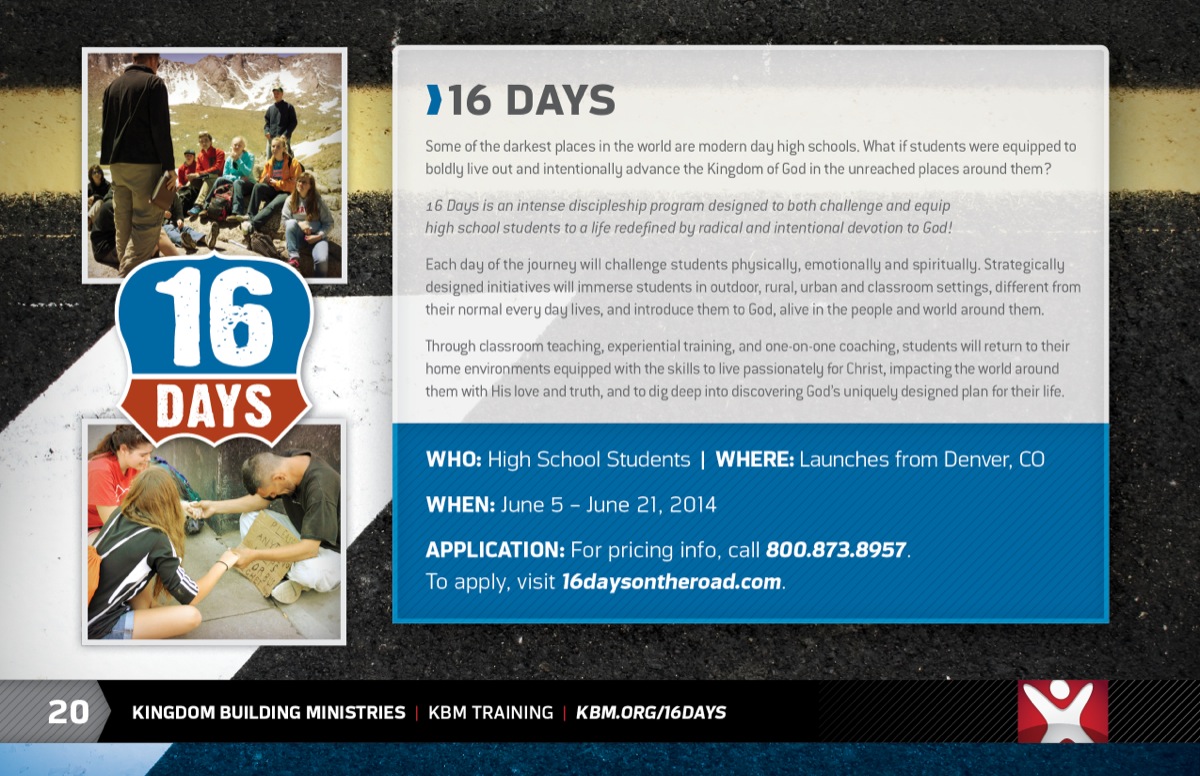 16 DAYS
Some of the darkest places in the world are modern day high schools. What if students were equipped to
boldly live out and intentionally advance the Kingdom of God in the unreached places around them?
16 Days is an intense discipleship program designed to both challenge and equip
high school students to a life redefined by radical and intentional devotion to God!
Each day of the journey will challenge students physically, emotionally and spiritually. Strategically
designed initiatives will immerse students in outdoor, rural, urban and classroom settings, different from
their normal every day lives, and introduce them to God, alive in the people and world around them.
Through classroom teaching, experiential training, and one-on-one coaching, students will return to their
home environments equipped with the skills to live passionately for Christ, impacting the world around
them with His love and truth, and to dig deep into discovering God's uniquely designed plan for their life.
16
DAYS
WHO: High School Students | WHERE: Launches from Denver, CO
WHEN: June 5 – June 21, 2014
APPLICATION: For pricing info, call 800.873.8957.
To apply, visit 16daysontheroad.com.
20 KINGDOM BUILDING MINISTRIES | KBM TRAINING | KBM.ORG/16DAYS